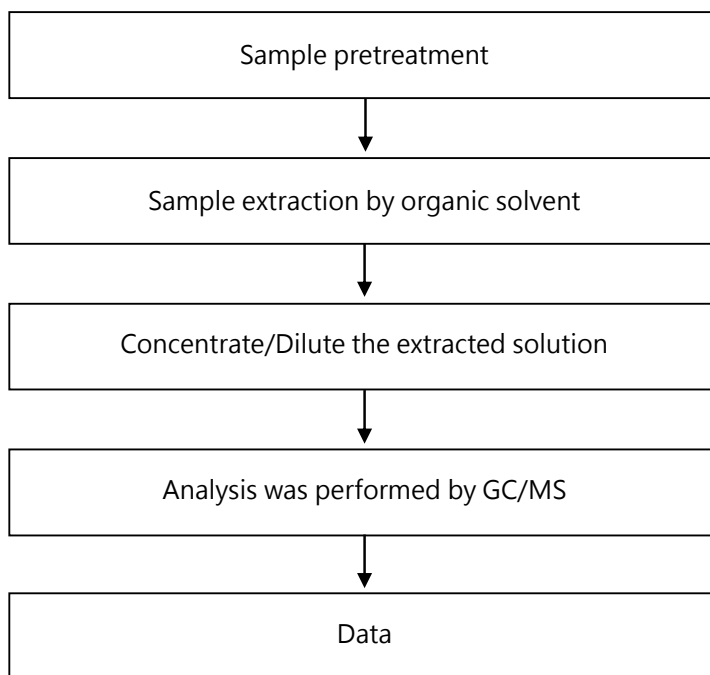 Sample pretreatment
Sample extraction by organic solvent
Concentrate/Dilute the extracted solution
Analysis was performed by GC/MS
Data